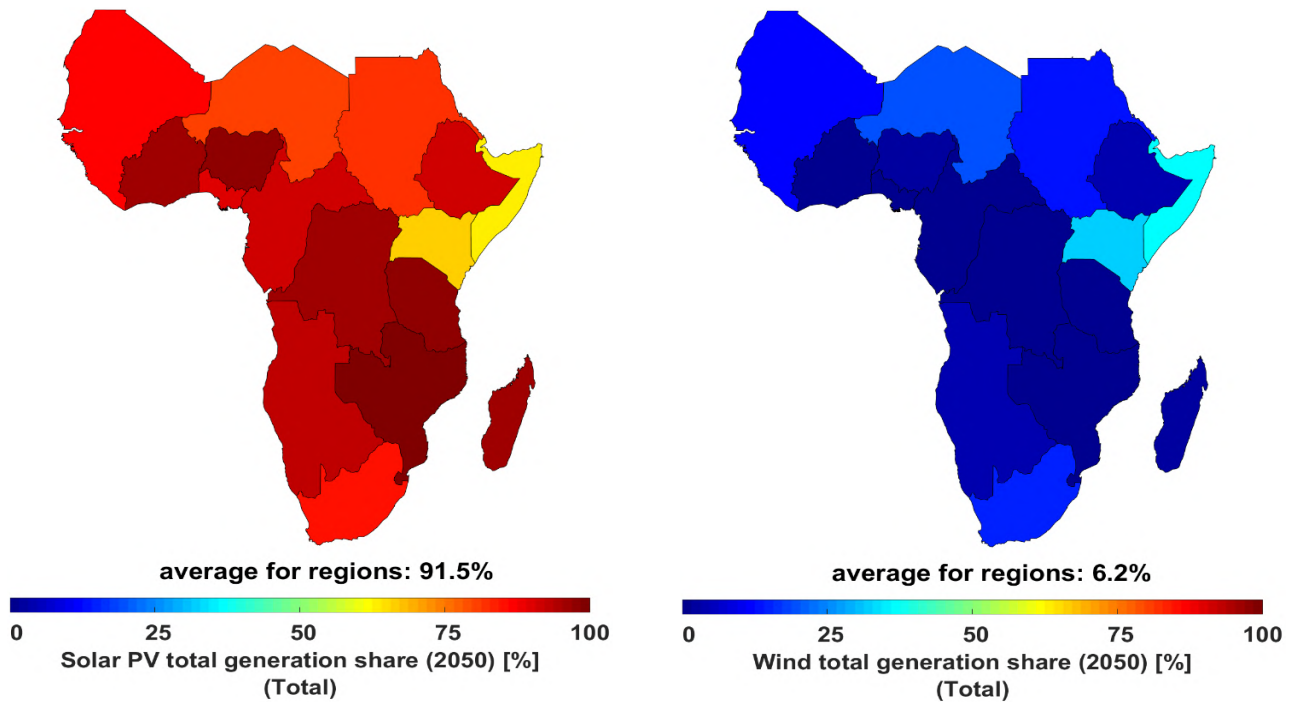 average for regions: 91.5%
0 25 50 75 100
Solar PV total generation share (2050) [%]
(Total)
average for regions: 6.2%
0 25 50 75 100
Wind total generation share (2050) [%]
(Total)